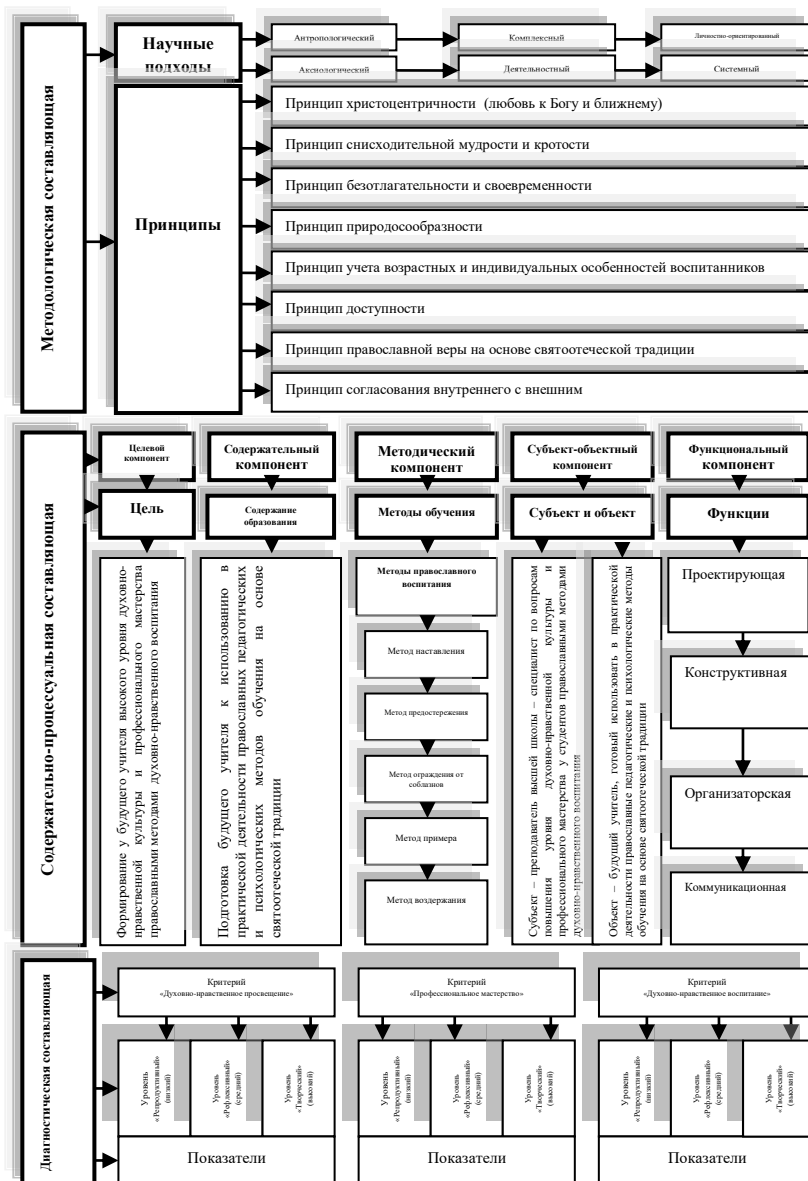 Методологическая составляющая
Научные
подходы
Антропологический
Комплексный
Личностно-ориентированный
Аксиологический
Деятельностный
Системный
Принципы
Принцип христоцентричности (любовь к Богу и ближнему)
Принцип снисходительной мудрости и кротости
Принцип безотлагательности и своевременности
Принцип природосообразности
Принцип учета возрастных и индивидуальных особенностей воспитанников
Принцип доступности
Принцип православной веры на основе святоотеческой традиции
Принцип согласования внутреннего с внешним
Содержательно-процессуальная составляющая
Целевой
компонент
Содержательный
компонент
Методический
компонент
Субъект-объектный
компонент
Функциональный
компонент
Цель
Содержание
образования
Методы обучения
Субъект и объект
Функции
Формирование у будущего учителя высокого уровня духовно-
нравственной культуры и профессионального мастерства
православными методами духовно-нравственного воспитания
Подготовка будущего учителя к использованию в
практической деятельности православных педагогических
и психологических методов обучения на основе
святоотеческой традиции
Методы православного
воспитания
Метод наставления
Метод предостережения
Метод ограждения от
соблазнов
Метод примера
Метод воздержания
Субъект – преподаватель высшей школы – специалист по вопросам
повышения уровня духовно-нравственной культуры и
профессионального мастерства у студентов православными методами
духовно-нравственного воспитания
Объект – будущий учитель, готовый использовать в практической
деятельности православные педагогические и психологические методы
обучения на основе святоотеческой традиции
Проектирующая
Конструктивная
Организаторская
Коммуникационная
Диагностическая составляющая
Критерий
«Духовно-нравственное просвещение»
Критерий
«Профессиональное мастерство»
Критерий
«Духовно-нравственное воспитание»
Уровень
«Репродуктивный»
(низкий)
Уровень
«Рефлексивный»
(средний)
Уровень
«Творческий»
(высокий)
Уровень
«Репродуктивный»
(низкий)
Уровень
«Рефлексивный»
(средний)
Уровень
«Творческий»
(высокий)
Уровень
«Репродуктивный»
(низкий)
Уровень
«Рефлексивный»
(средний)
Уровень
«Творческий»
(высокий)
Показатели
Показатели
Показатели